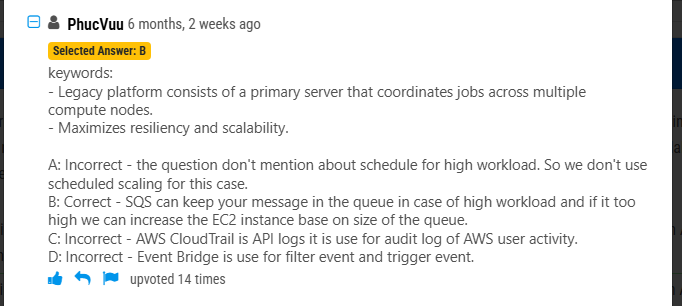 PhucVuu 6 months, 2 weeks ago
Selected Answer: B
keywords:
- Legacy platform consists of a primary server that coordinates jobs across multiple
compute nodes.
- Maximizes resiliency and scalability.
A: Incorrect - the question don't mention about schedule for high workload. So we don't use
scheduled scaling for this case.
B: Correct - SQS can keep your message in the queue in case of high workload and if it too
high we can increase the EC2 instance base on size of the queue.
C: Incorrect - AWS CloudTrail is API logs it is use for audit log of AWS user activity.
D: Incorrect - Event Bridge is use for filter event and trigger event.
upvoted 14 times